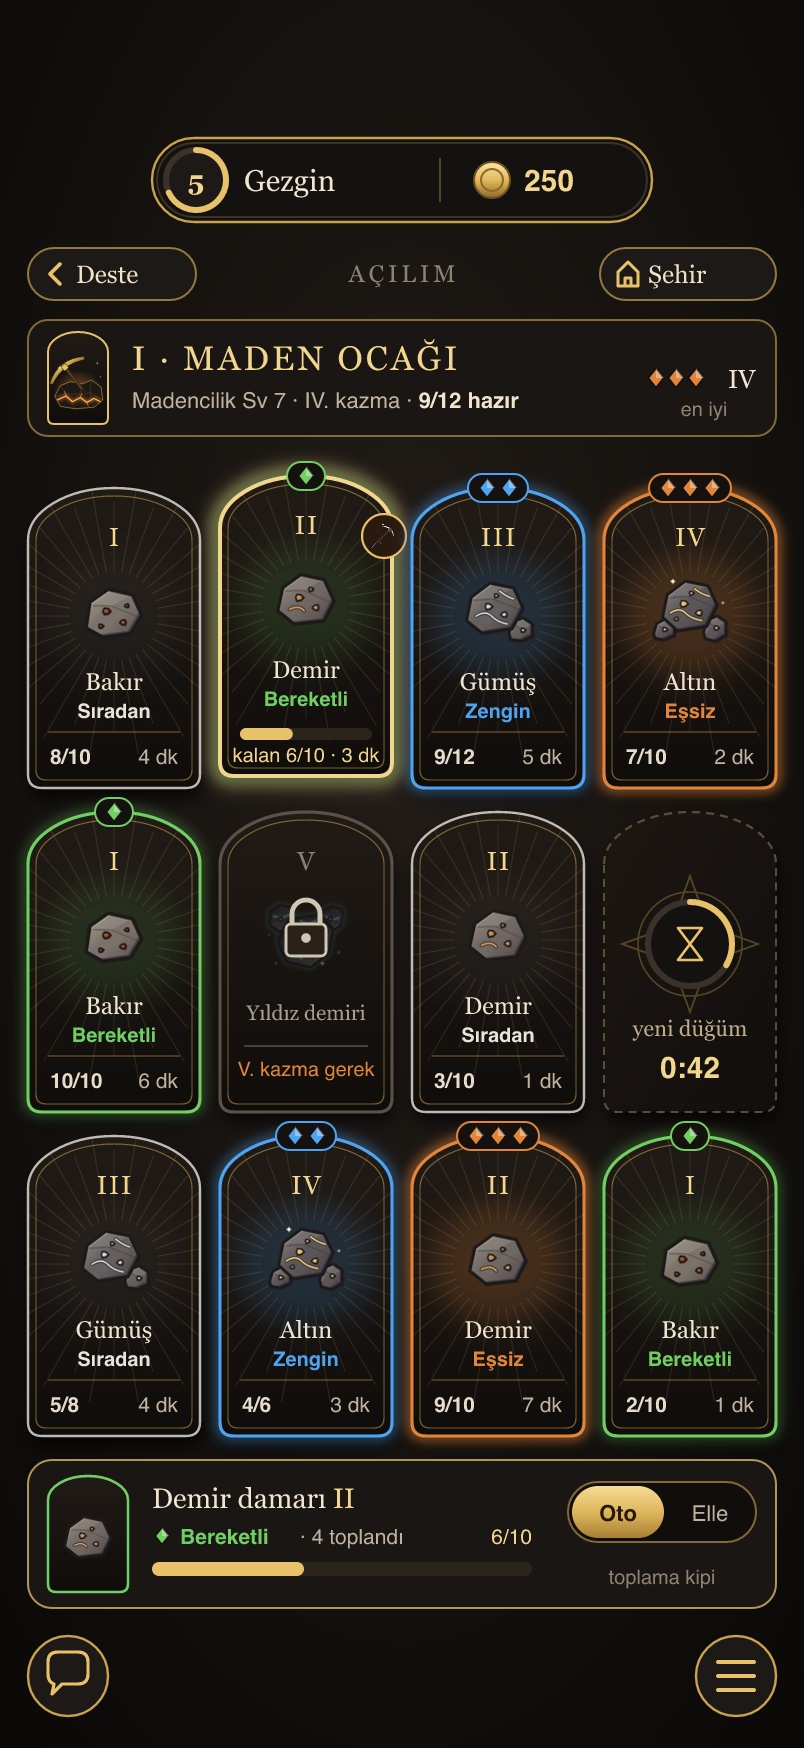 5 Gezgin 250
Deste AÇILIM Şehir
I · MADEN OCAĞI
Madencilik Sv 7 · IV. kazma · 9/12 hazır
IV
en iyi
I II III IV
Bakır Demir Gümüş Altın
Sıradan Bereketli Zengin Eşsiz
8/10 4 dk kalan 6/10 · 3 dk 9/12 5 dk 7/10 2 dk
I V II
Bakır Yıldız demiri Demir yeni düğüm
Bereketli Sıradan
10/10 6 dk V. kazma gerek 3/10 1 dk 0:42
III IV II I
Gümüş Altın Demir Bakır
Sıradan Zengin Eşsiz Bereketli
5/8 4 dk 4/6 3 dk 9/10 7 dk 2/10 1 dk
Demir damarı II
Bereketli · 4 toplandı 6/10
Oto Elle
toplama kipi